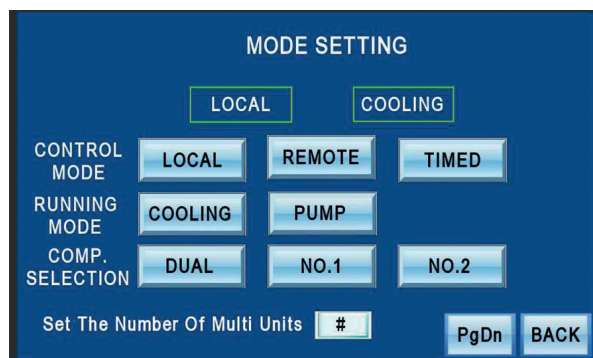 MODE SETTING
LOCAL COOLING
CONTROL MODE LOCAL REMOTE TIMED
RUNNING MODE COOLING PUMP
COMP. SELECTION DUAL NO.1 NO.2
Set The Number Of Multi Units #
PgDn BACK